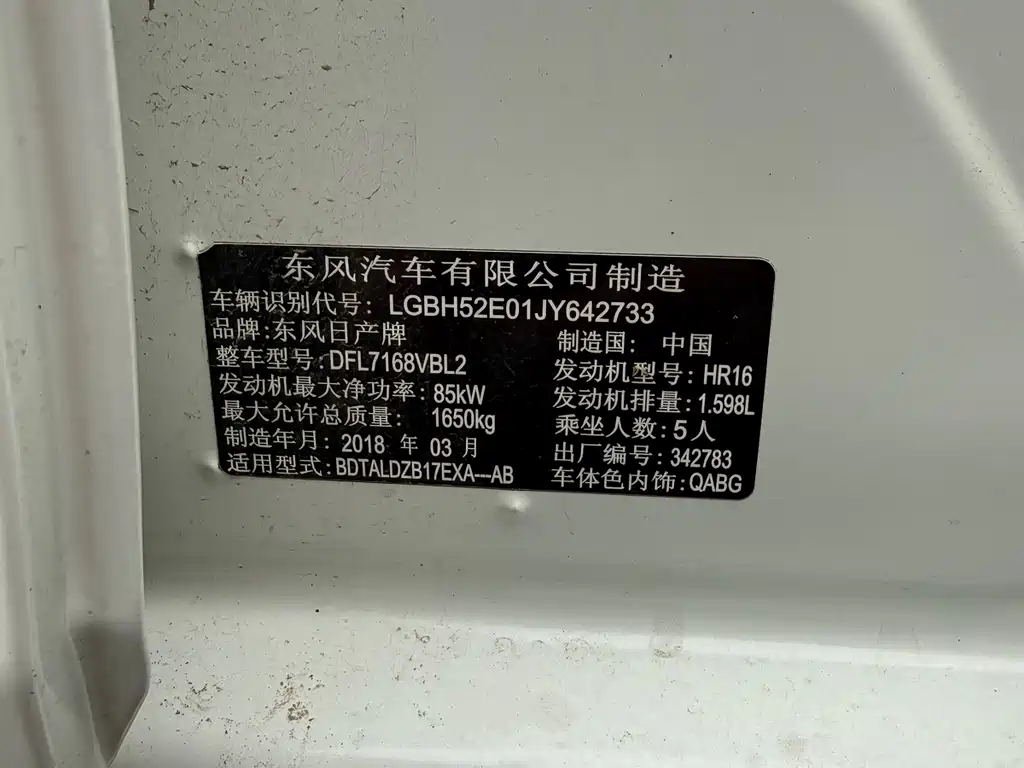 东风汽车有限公司制造
车辆识别代号: LGBH52E01JY642733
品牌:东风日产牌 制造国: 中国
整车型号:DFL7168VBL2 发动机型号: HR16
发动机最大净功率: 85kW 发动机排量: 1.598L
最大允许总质量: 1650kg 乘坐人数: 5人
制造年月: 2018 年 03 月 出厂编号: 342783
适用型式:BDTALDZB17EXA---AB 车体色内饰:QABG